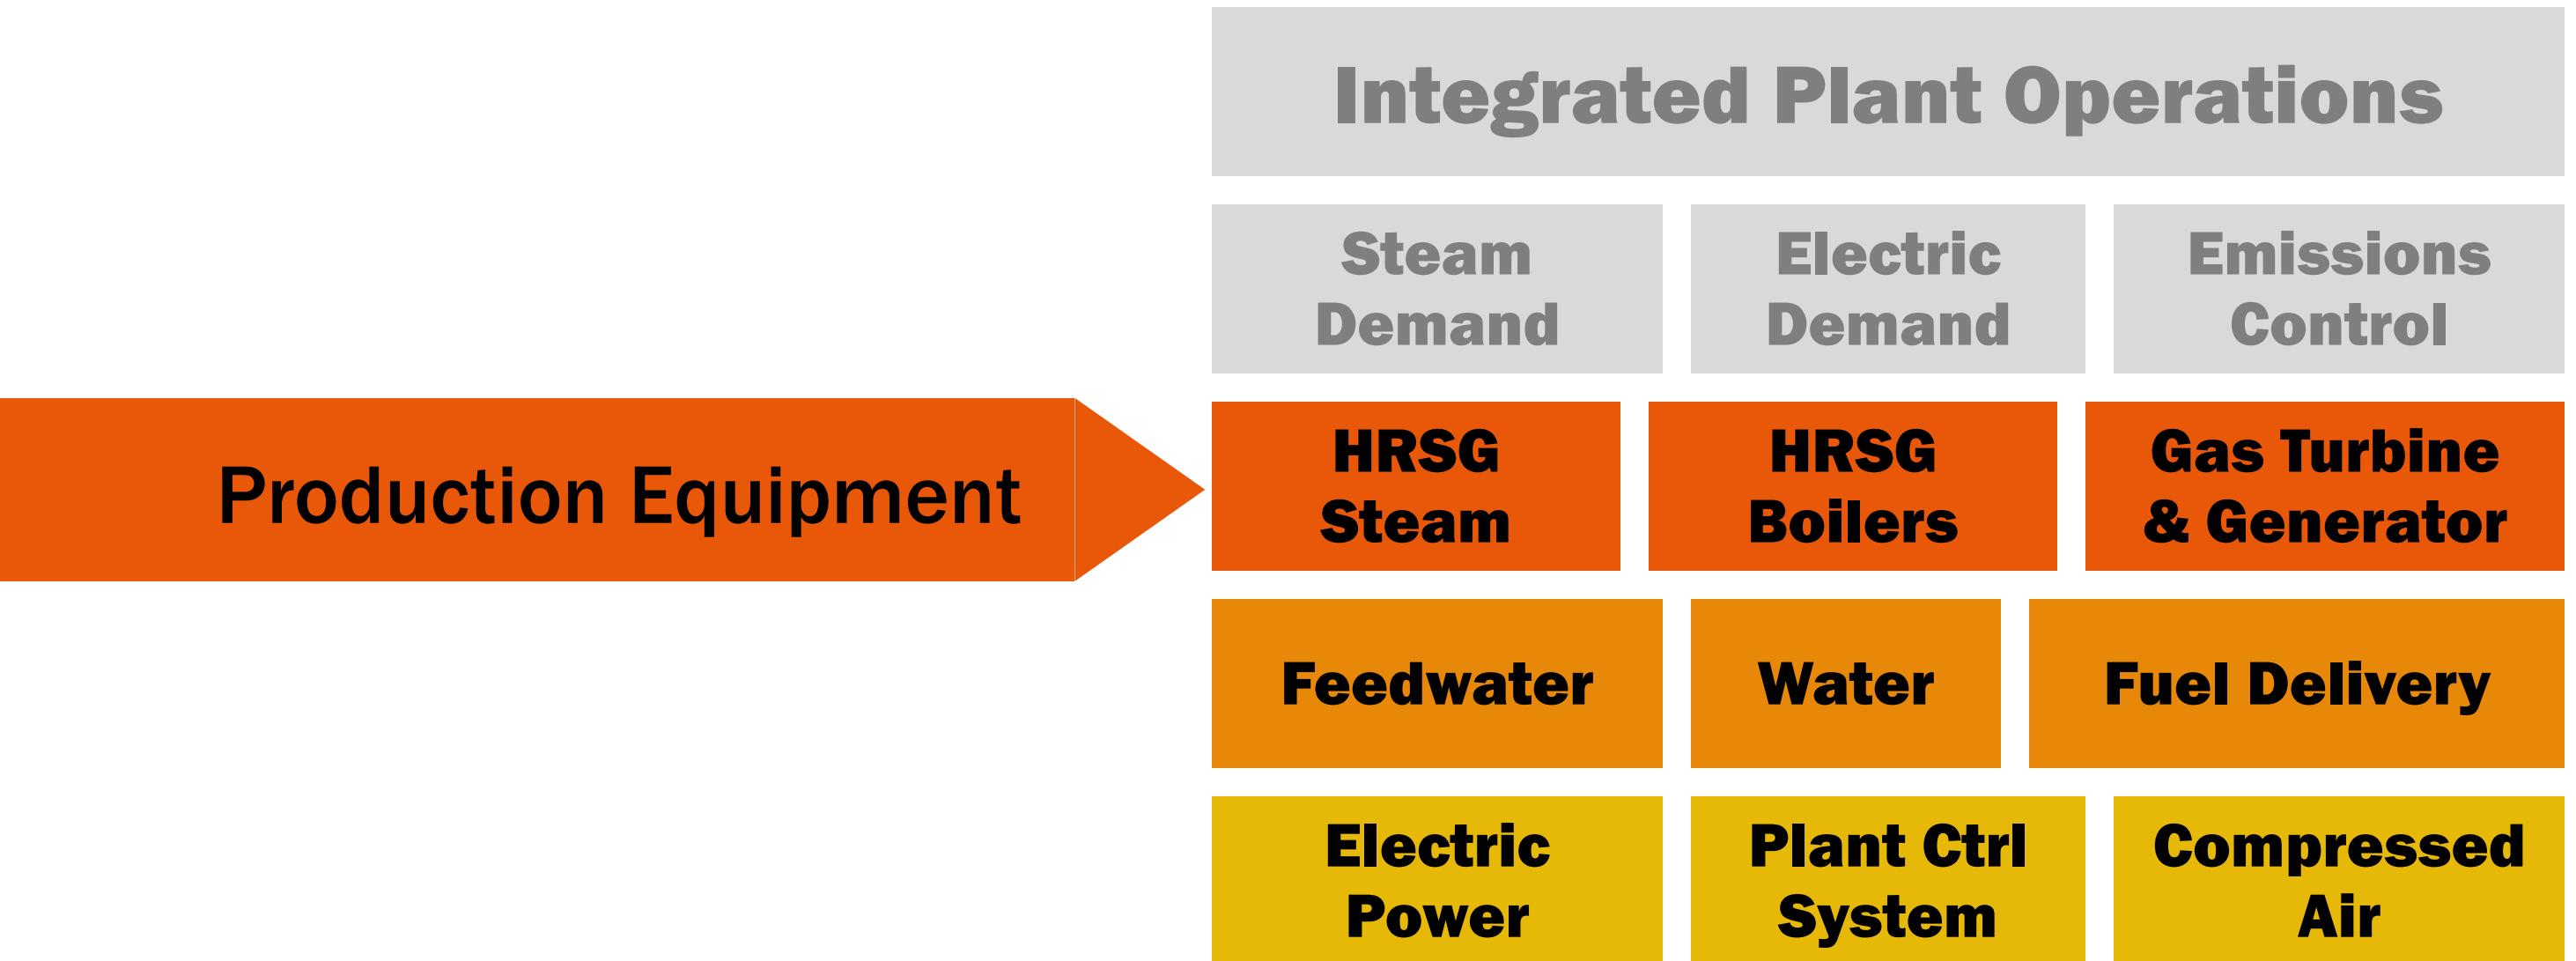 Integrated Plant Operations
Steam
Demand
Electric
Demand
Emissions
Control
Production Equipment
HRSG
Steam
HRSG
Boilers
Gas Turbine
& Generator
Feedwater
Water
Fuel Delivery
Electric
Power
Plant Ctrl
System
Compressed
Air